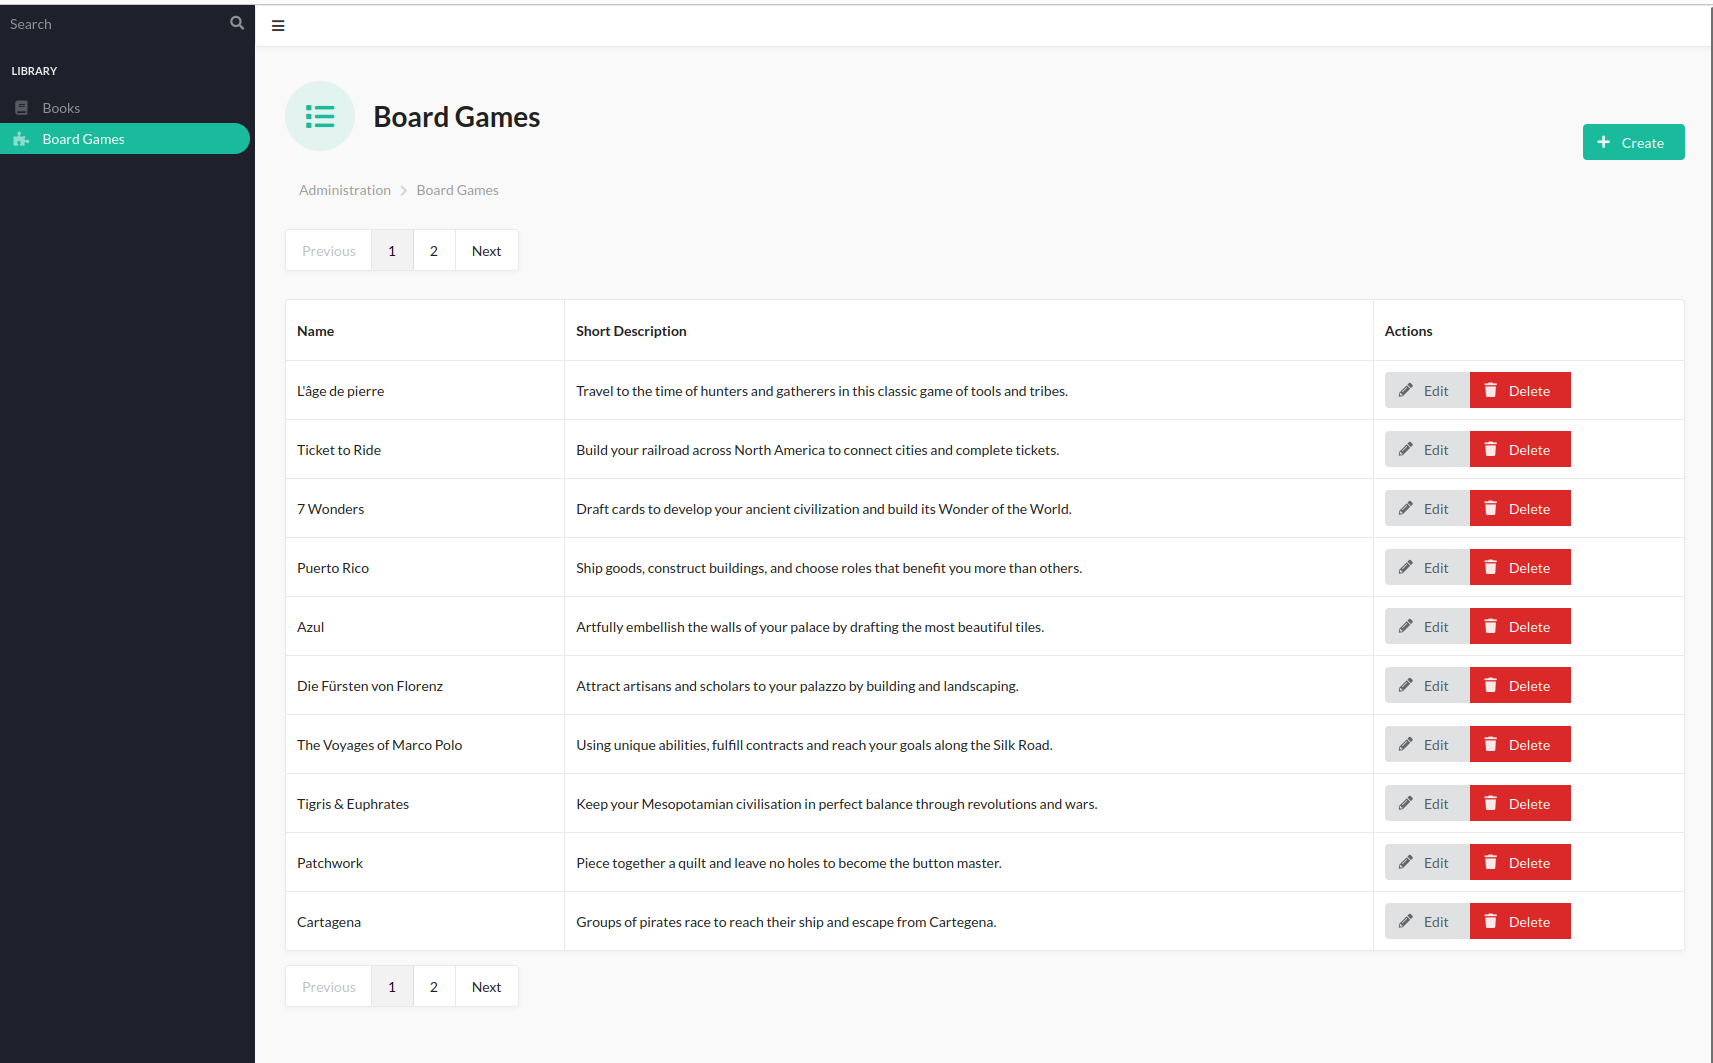 Search
LIBRARY
Books
Board Games
Board Games
Create
Administration > Board Games
Previous 1 2 Next
Name Short Description Actions
L'âge de pierre Travel to the time of hunters and gatherers in this classic game of tools and tribes. Edit Delete
Ticket to Ride Build your railroad across North America to connect cities and complete tickets. Edit Delete
7 Wonders Draft cards to develop your ancient civilization and build its Wonder of the World. Edit Delete
Puerto Rico Ship goods, construct buildings, and choose roles that benefit you more than others. Edit Delete
Azul Artfully embellish the walls of your palace by drafting the most beautiful tiles. Edit Delete
Die Fürsten von Florenz Attract artisans and scholars to your palazzo by building and landscaping. Edit Delete
The Voyages of Marco Polo Using unique abilities, fulfill contracts and reach your goals along the Silk Road. Edit Delete
Tigris & Euphrates Keep your Mesopotamian civilisation in perfect balance through revolutions and wars. Edit Delete
Patchwork Piece together a quilt and leave no holes to become the button master. Edit Delete
Cartagena Groups of pirates race to reach their ship and escape from Cartegena. Edit Delete
Previous 1 2 Next